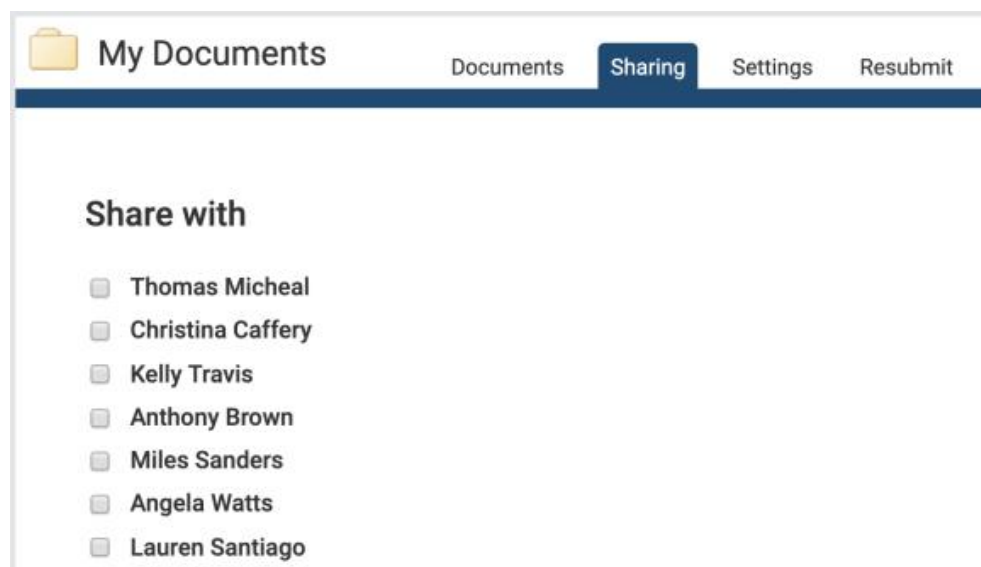 My Documents Documents Sharing Settings Resubmit
Share with
Thomas Micheal
Christina Caffery
Kelly Travis
Anthony Brown
Miles Sanders
Angela Watts
Lauren Santiago